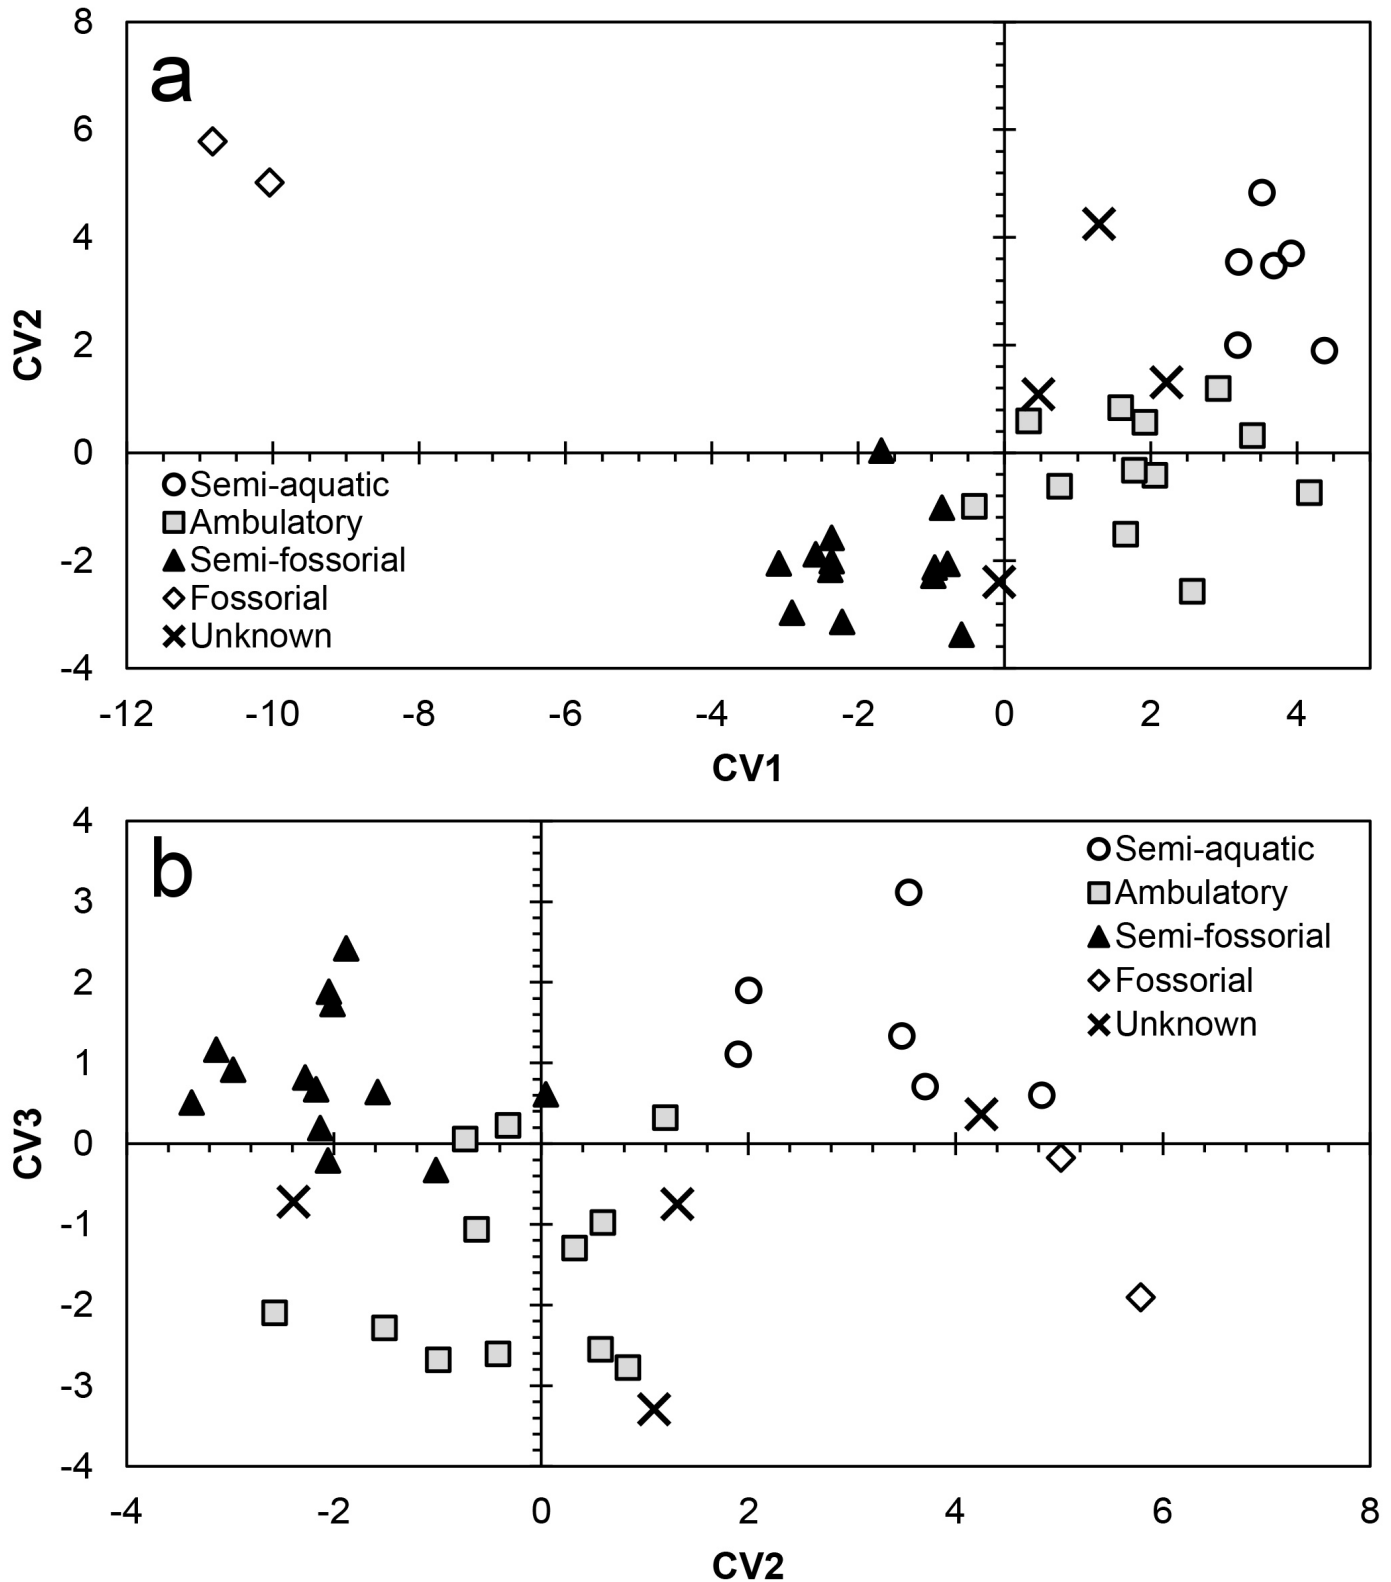 8
a
6
4
CV2
2
0
Semi-aquatic
Ambulatory
Semi-fossorial
-2
Fossorial
Unknown
-4
-12 -10 -8 -6 -4 -2 0 2 4
CV1
4
b
Semi-aquatic
Ambulatory
3
Semi-fossorial
2
Fossorial
Unknown
1
CV3
0
-1
-2
-3
-4
-4 -2 0 2 4 6 8
CV2